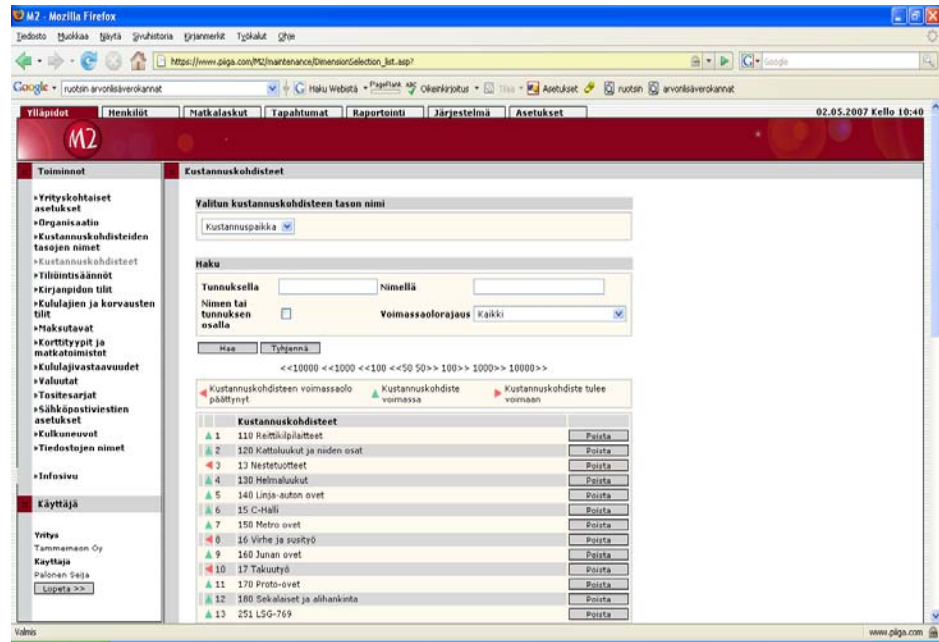 M2 - Mozilla Firefox
Tiedosto Muokkaa Näytä Sivuhistoria Kirjanmerkit Työkalut Ohje
https://www.piiga.com/M2/maintenance/DimensionSelection_list.asp?
G Google
Google ruotsin arvonlisäverokannat Haku Webistä PageRank Oikeinkirjoitus Tiliä Asetukset ruotsin arvonlisäverokannat
Ylläpidot Henkilöt Matkalaskut Tapahtumat Raportointi Järjestelmä Asetukset 02.05.2007 Kello 10:40
M2
Toiminnot
»Yrityskohtaiset
asetukset
»Organisaatio
»Kustannuskohdisteiden
tasojen nimet
»Kustannuskohdisteet
»Tiliöintisäännöt
»Kirjanpidon tilit
»Kululajien ja korvausten
tilit
»Maksutavat
»Korttityypit ja
matkatoimistot
»Kululajivastaavuudet
»Valuutat
»Tositesarjat
»Sähköpostiviestien
asetukset
»Kulkuneuvot
»Tiedostojen nimet
»Infosivu
Käyttäjä
Yritys
Tammermeon Oy
Käyttäjä
Palonen Seija
Lopeta >>
Kustannuskohdisteet
Valitun kustannuskohdisteen tason nimi
Kustannuspaikka
Haku
Tunnuksella Nimellä
Nimen tai
tunnuksen
osalla
Voimassaolorajaus Kaikki
Hae Tyhjennä
<<10000 <<1000 <<100 <<50 50>> 100>> 1000>> 10000>>
Kustannuskohdisteen voimassaolo
päättynyt
Kustannuskohdiste
voimassa
Kustannuskohdiste tulee
voimaan
Kustannuskohdisteet
1 110 Reittikilpilaitteet Poista
2 120 Kattoluukut ja niiden osat Poista
3 13 Nestetuotteet Poista
4 130 Helmaluukut Poista
5 140 Linja-auton ovet Poista
6 15 C-Halli Poista
7 150 Metro ovet Poista
8 16 Virhe ja susityö Poista
9 160 Junan ovet Poista
10 17 Takuutyö Poista
11 170 Proto-ovet Poista
12 180 Sekalaiset ja alihankinta Poista
13 251 LSG-769 Poista
Valmis www.piiga.com